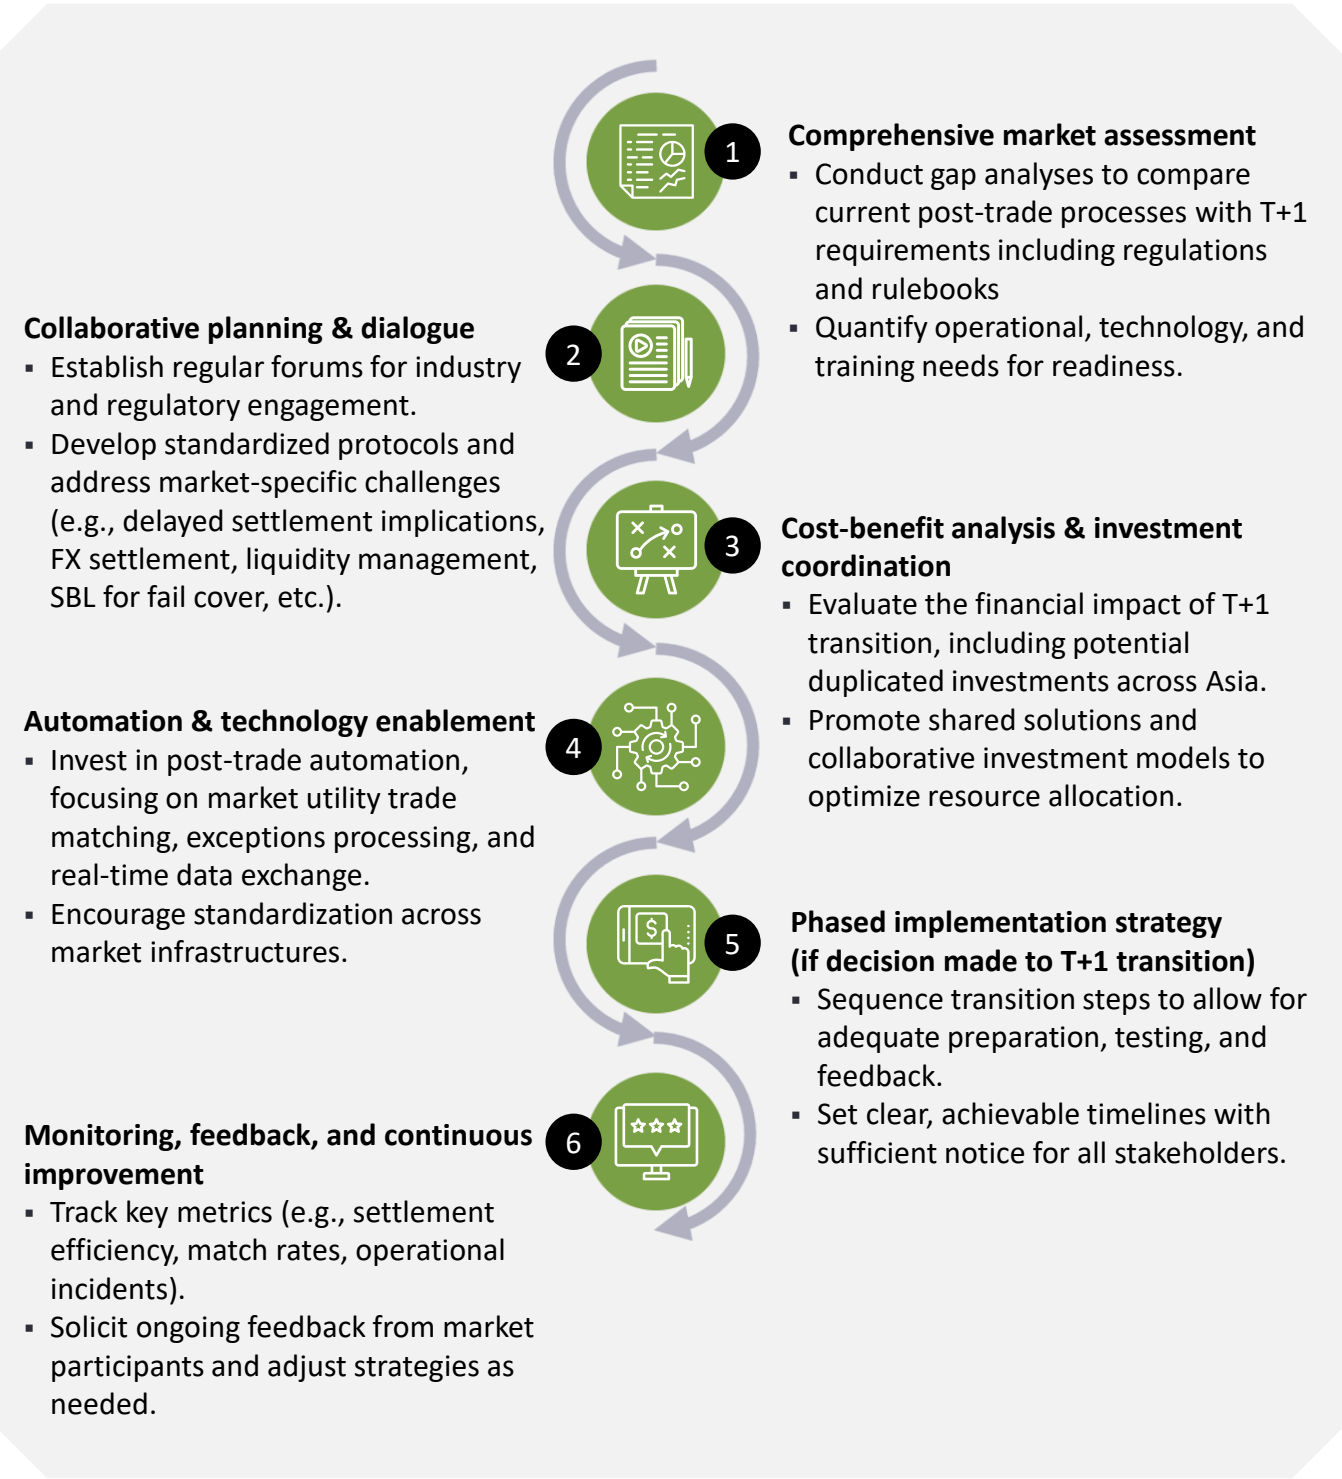 1
Comprehensive market assessment
▪ Conduct gap analyses to compare
current post-trade processes with T+1
requirements including regulations
and rulebooks
▪ Quantify operational, technology, and
training needs for readiness.
2
Collaborative planning & dialogue
▪ Establish regular forums for industry
and regulatory engagement.
▪ Develop standardized protocols and
address market-specific challenges
(e.g., delayed settlement implications,
FX settlement, liquidity management,
SBL for fail cover, etc.).
3
Cost-benefit analysis & investment
coordination
▪ Evaluate the financial impact of T+1
transition, including potential
duplicated investments across Asia.
▪ Promote shared solutions and
collaborative investment models to
optimize resource allocation.
4
Automation & technology enablement
▪ Invest in post-trade automation,
focusing on market utility trade
matching, exceptions processing, and
real-time data exchange.
▪ Encourage standardization across
market infrastructures.
$
5
Phased implementation strategy
(if decision made to T+1 transition)
▪ Sequence transition steps to allow for
adequate preparation, testing, and
feedback.
▪ Set clear, achievable timelines with
sufficient notice for all stakeholders.
6
Monitoring, feedback, and continuous
improvement
▪ Track key metrics (e.g., settlement
efficiency, match rates, operational
incidents).
▪ Solicit ongoing feedback from market
participants and adjust strategies as
needed.